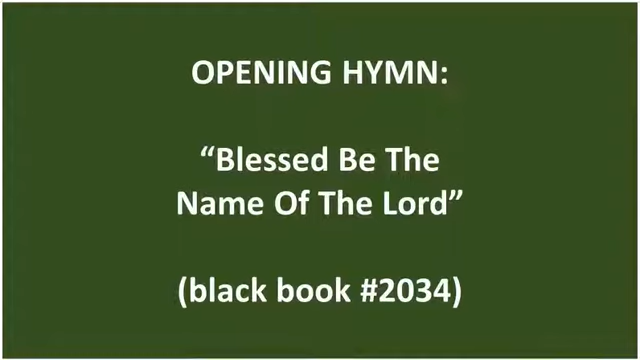 OPENING HYMN:
“Blessed Be The
Name Of The Lord”
(black book #2034)